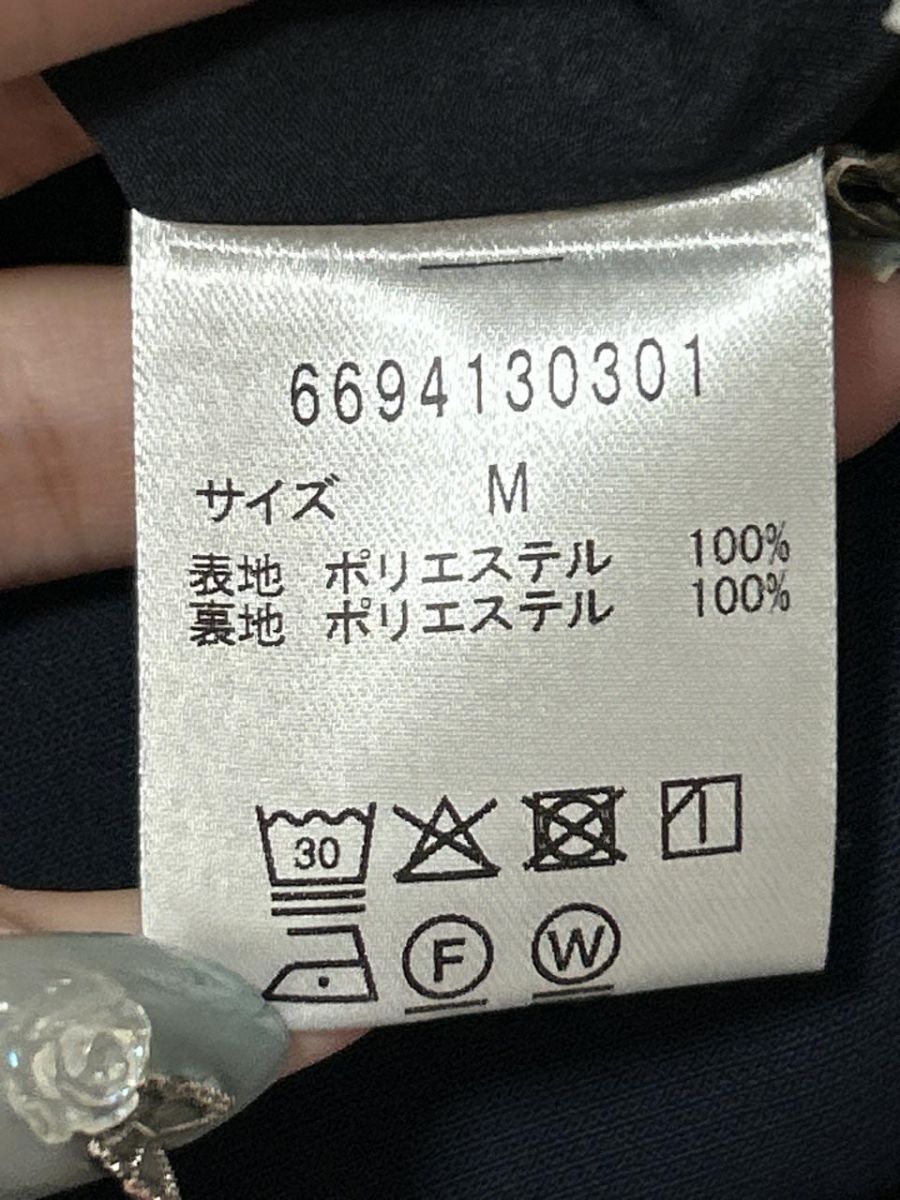 6694130301
サイズ M
表地 ポリエステル 100%
裏地 ポリエステル 100%
30
F W